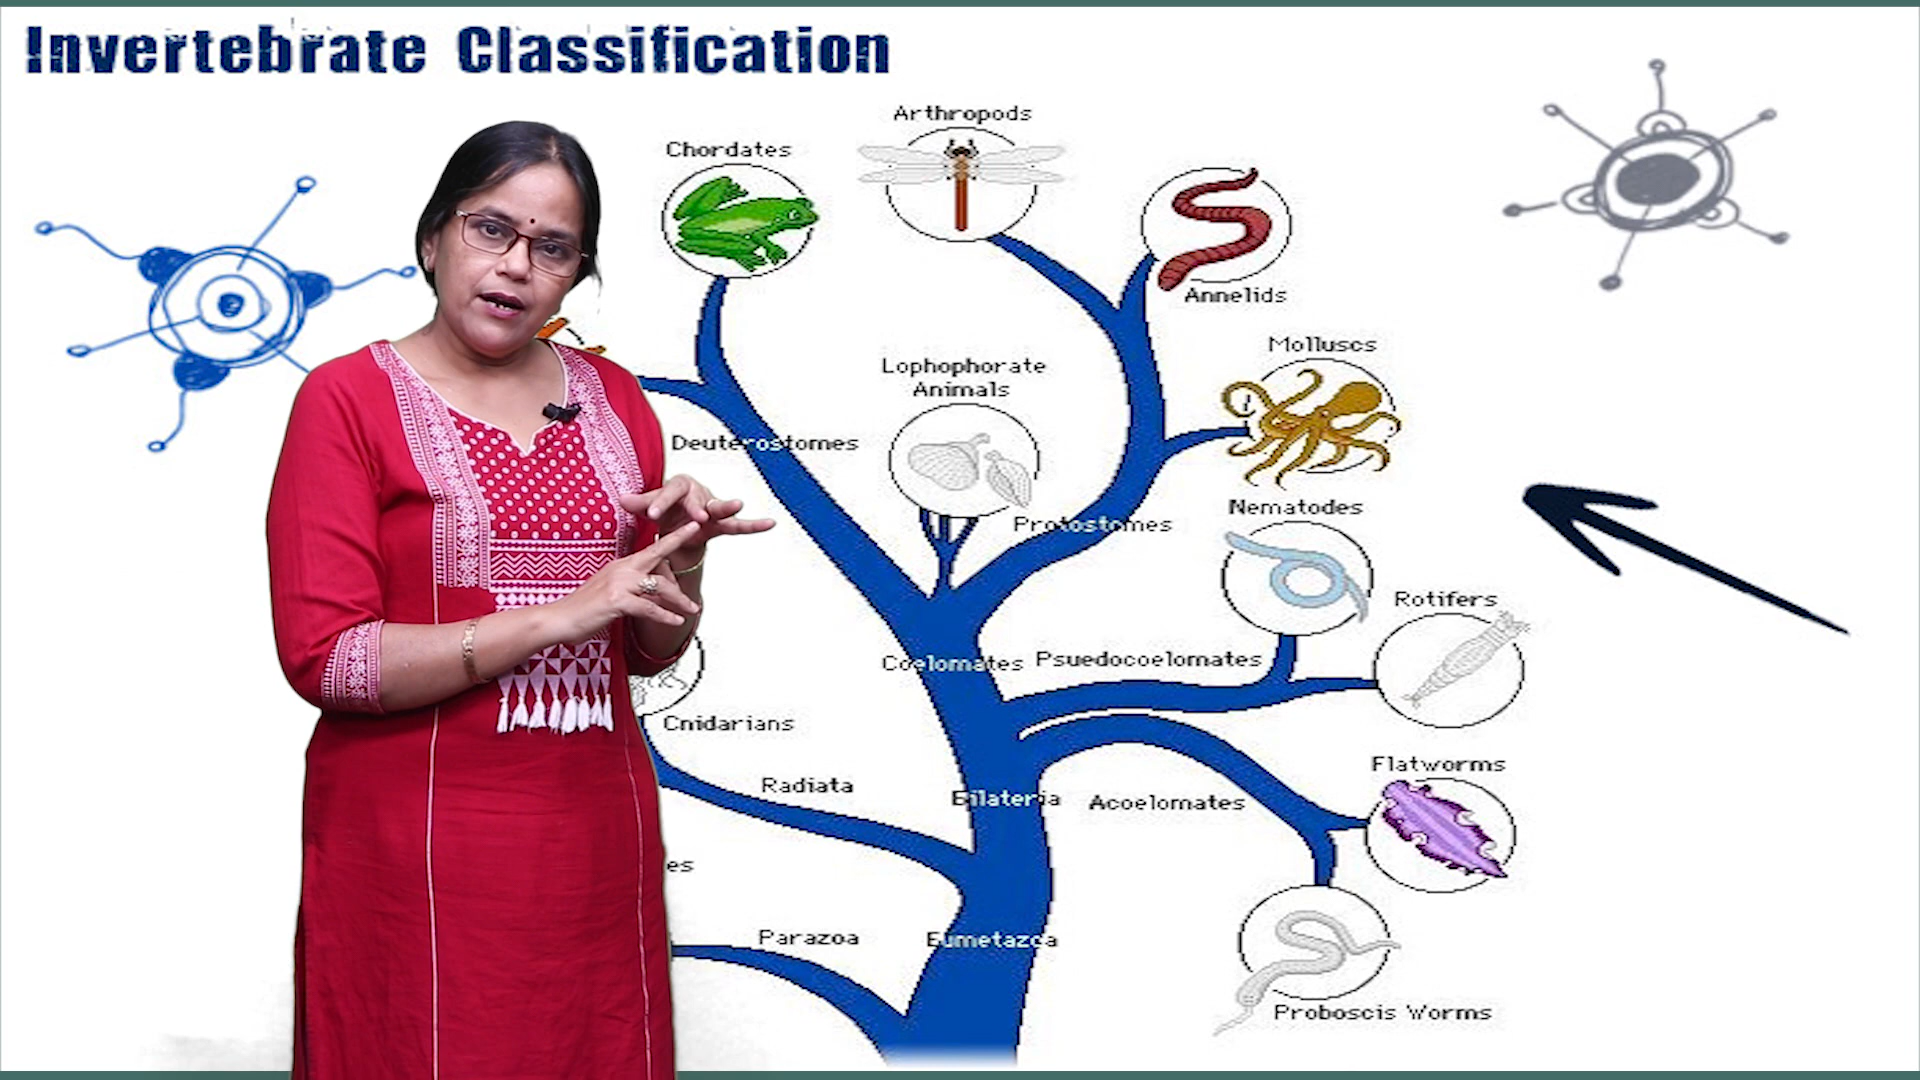 Invertebrate Classification
Arthropods
Chordates
Annelids
Molluscs
Lophophorate
Animals
Deuterostomes
Protostomes
Nematodes
Rotifers
Coelomates
Psuedocoelomates
Cnidarians
Flatworms
Radiata
Bilateria
Acoelomates
es
Parazoa
Eumetazoa
Proboscis Worms